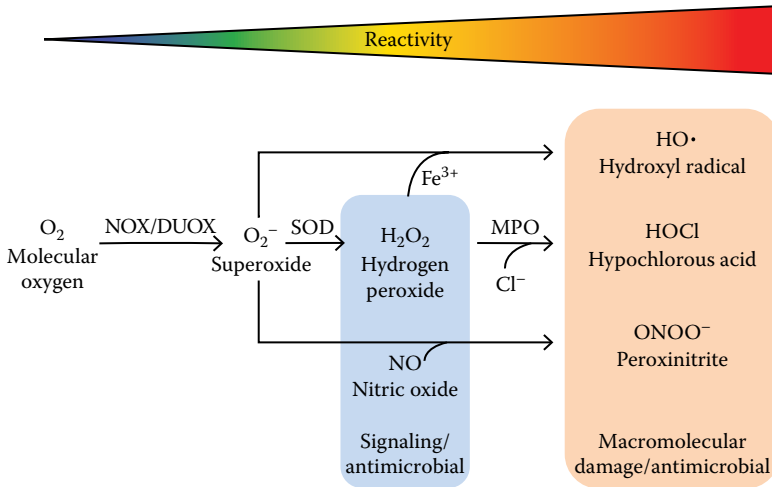 Reactivity
HO•
Hydroxyl radical
Fe³⁺
O₂
Molecular
oxygen
NOX/DUOX
O₂⁻
Superoxide
SOD
H₂O₂
Hydrogen
peroxide
MPO
Cl⁻
HOCl
Hypochlorous acid
NO
Nitric oxide
ONOO⁻
Peroxinitrite
Signaling/
antimicrobial
Macromolecular
damage/antimicrobial